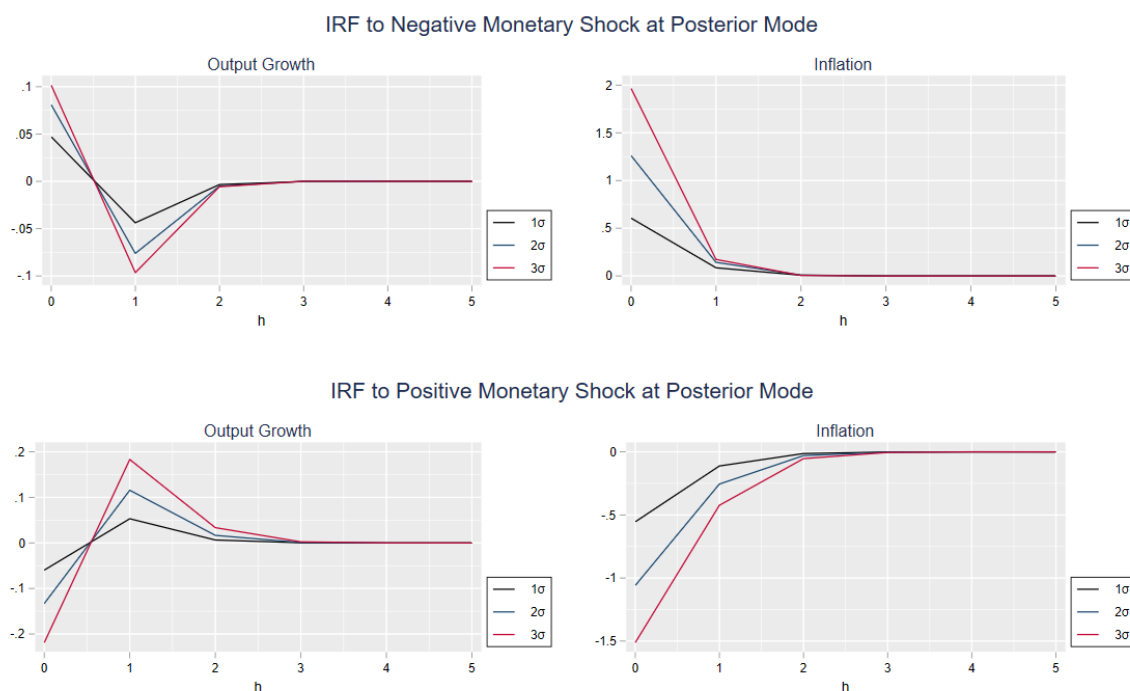 IRF to Negative Monetary Shock at Posterior Mode
Output Growth
.1
.05
0
-.05
-.1
0 1 2 3 4 5
h
1σ
2σ
3σ
Inflation
2
1.5
1
.5
0
0 1 2 3 4 5
h
1σ
2σ
3σ
IRF to Positive Monetary Shock at Posterior Mode
Output Growth
.2
.1
0
-.1
-.2
0 1 2 3 4 5
h
1σ
2σ
3σ
Inflation
0
-.5
-1
-1.5
0 1 2 3 4 5
h
1σ
2σ
3σ